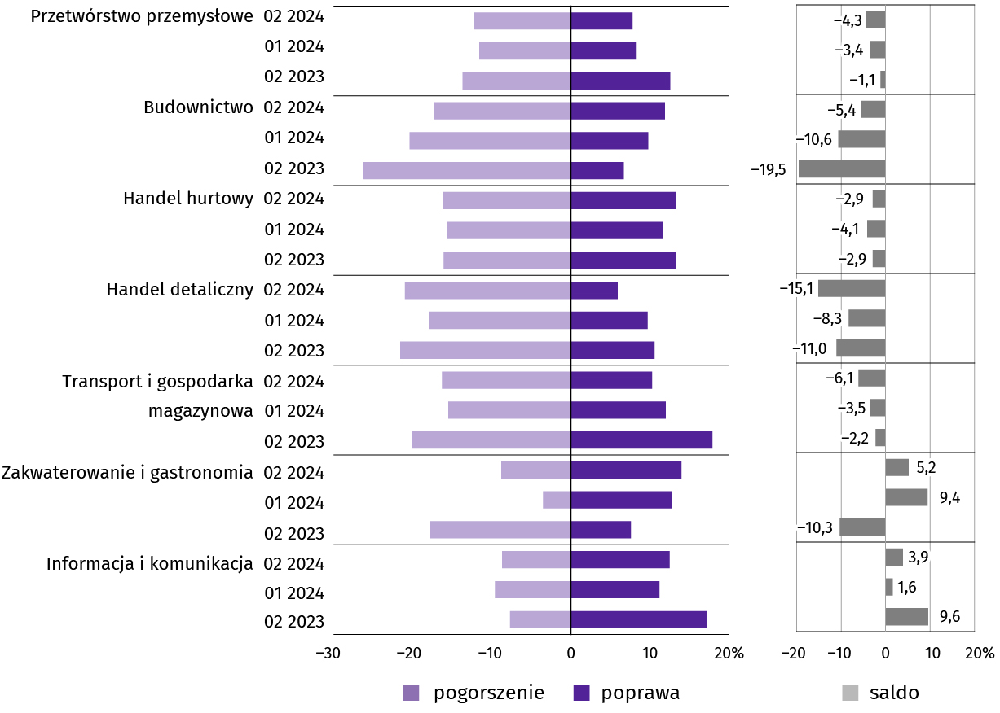 Przetwórstwo przemysłowe 02 2024 −4,3
01 2024 −3,4
02 2023 −1,1
Budownictwo 02 2024 −5,4
01 2024 −10,6
02 2023 −19,5
Handel hurtowy 02 2024 −2,9
01 2024 −4,1
02 2023 −2,9
Handel detaliczny 02 2024 −15,1
01 2024 −8,3
02 2023 −11,0
Transport i gospodarka 02 2024 −6,1
magazynowa 01 2024 −3,5
02 2023 −2,2
Zakwaterowanie i gastronomia 02 2024 5,2
01 2024 9,4
02 2023 −10,3
Informacja i komunikacja 02 2024 3,9
01 2024 1,6
02 2023 9,6
−30 −20 −10 0 10 20% −20 −10 0 10 20%
pogorszenie poprawa saldo